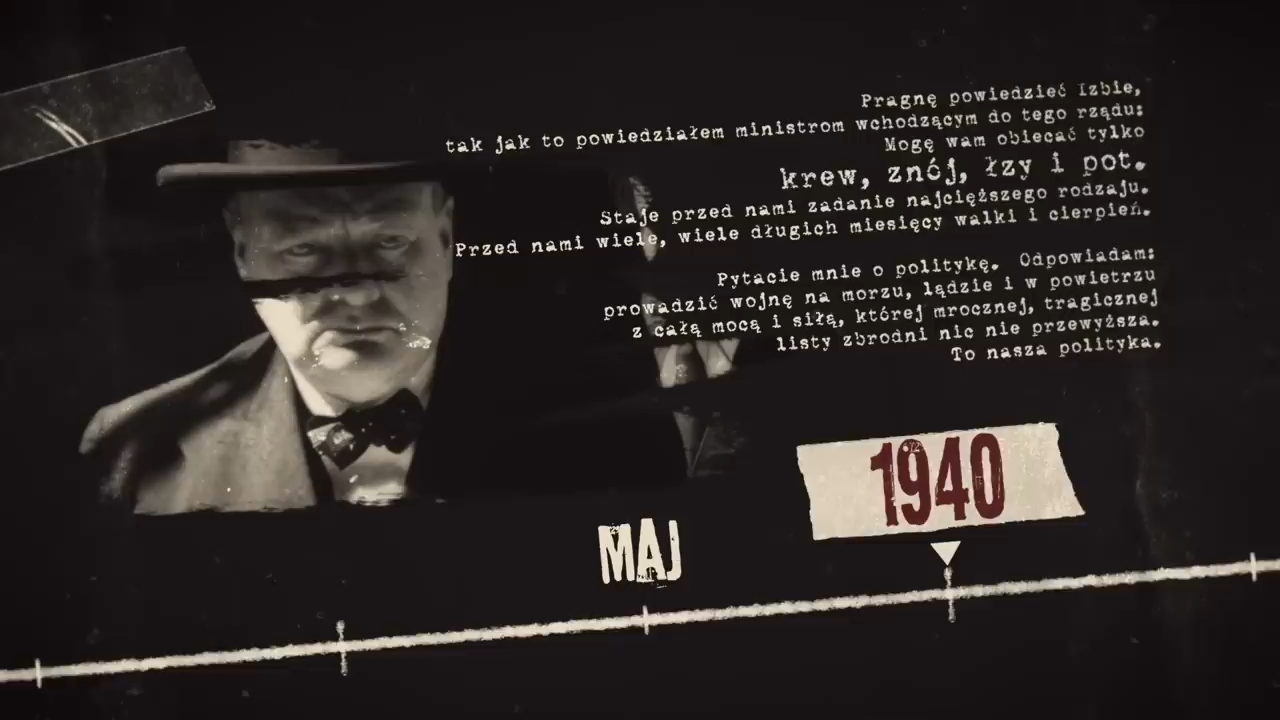 Pragnę powiedzieć Izbie,
tak jak to powiedziałem ministrom wchodzącym do tego rządu:
Mogę wam obiecać tylko
krew, znój, łzy i pot.
Staje przed nami zadanie najcięższego rodzaju.
Przed nami wiele, wiele długich miesięcy walki i cierpień.
Pytacie mnie o politykę. Odpowiadam:
prowadzić wojnę na morzu, lądzie i w powietrzu
z całą mocą i siłą, której mrocznej, tragicznej
listy zbrodni nic nie przewyższa.
To nasza polityka.
1940
MAJ